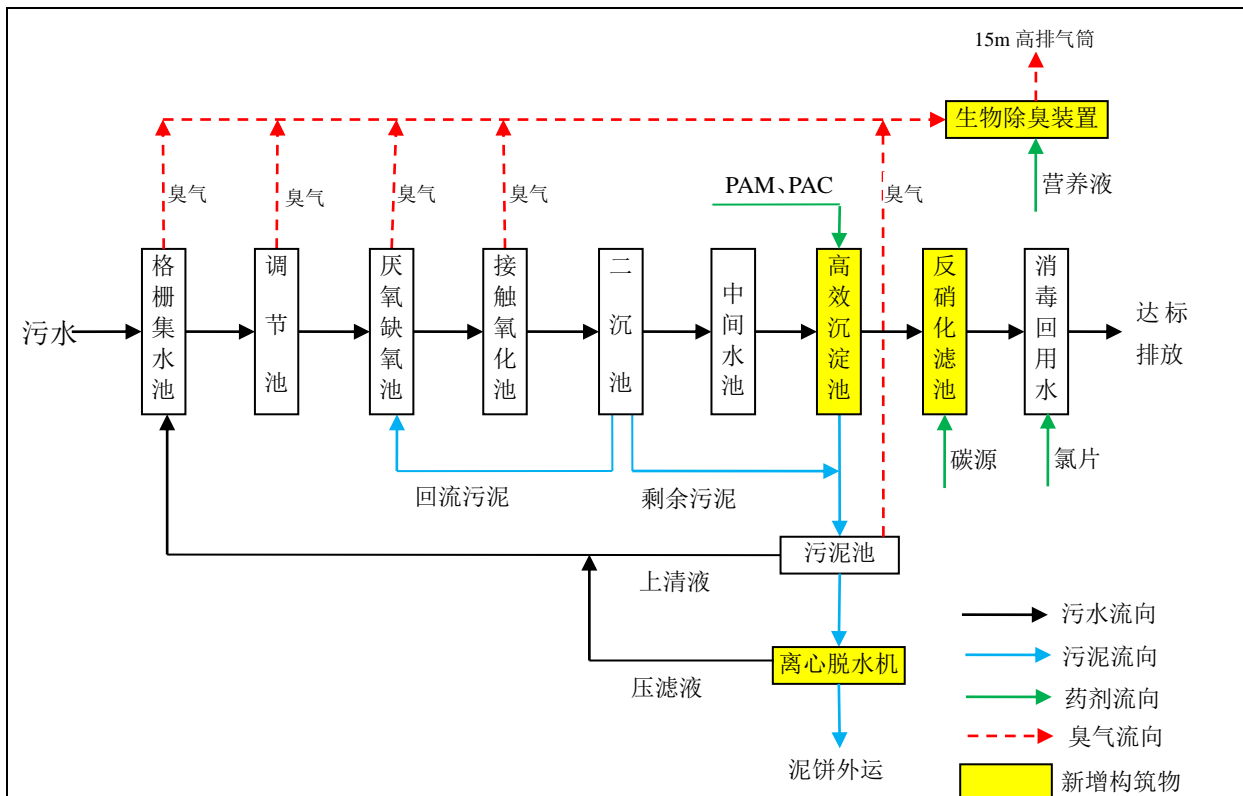 15m 高排气筒
生物除臭装置
臭气
臭气
臭气
臭气
PAM、PAC
臭气
营养液
污水
格栅集水池
调节池
厌氧缺氧池
接触氧化池
二沉池
中间水池
高效沉淀池
反硝化滤池
消毒回用水
达标
排放
回流污泥
剩余污泥
碳源
氯片
污泥池
上清液
离心脱水机
压滤液
泥饼外运
污水流向
污泥流向
药剂流向
臭气流向
新增构筑物